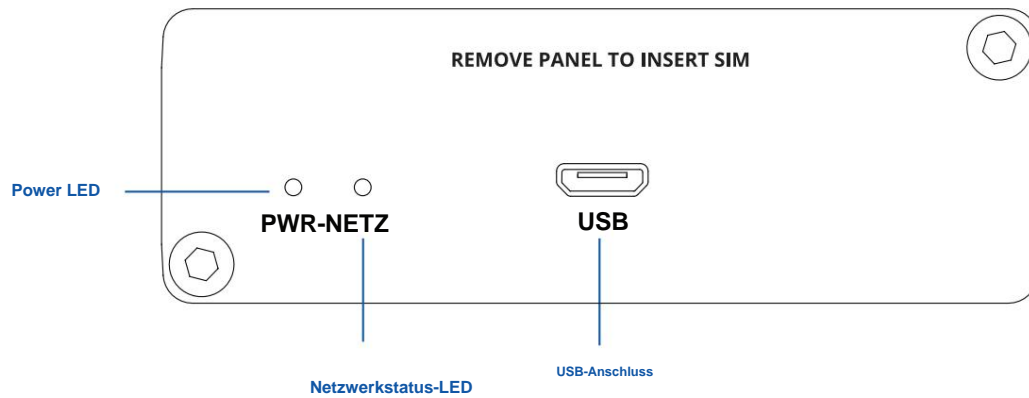 REMOVE PANEL TO INSERT SIM
Power LED
PWR-NETZ
USB
USB-Anschluss
Netzwerkstatus-LED